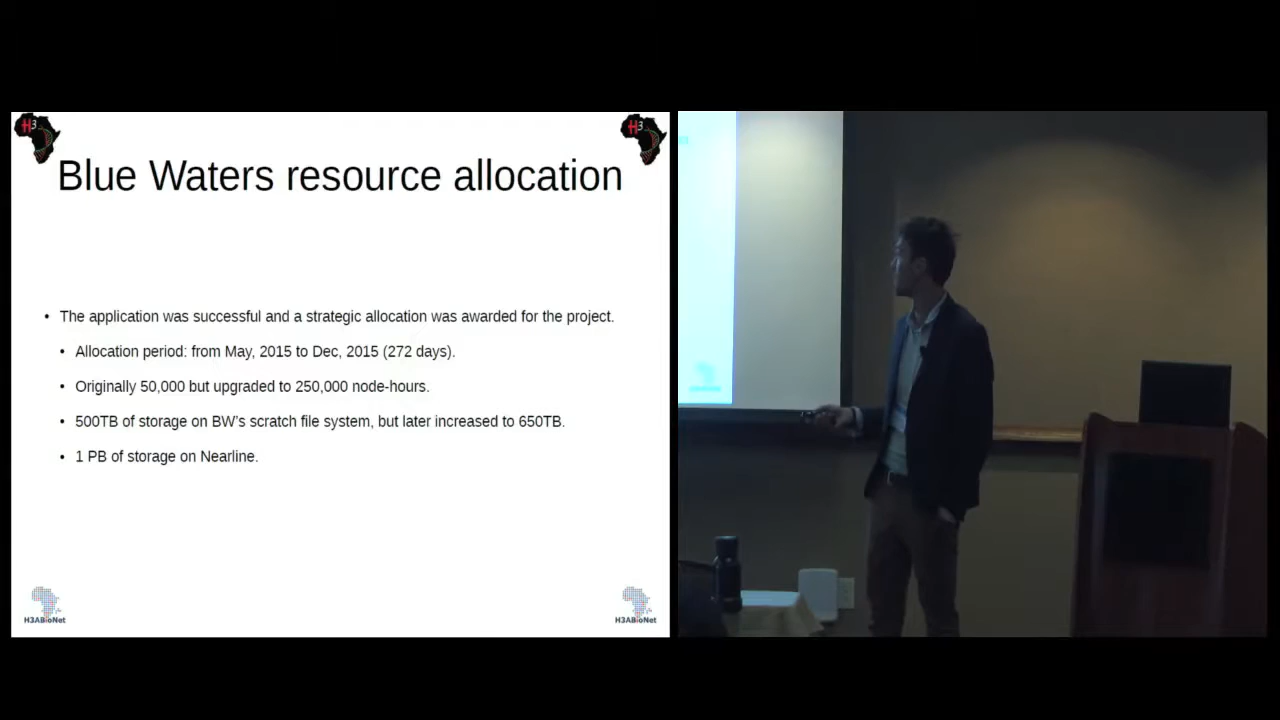 H3
H3
Blue Waters resource allocation
• The application was successful and a strategic allocation was awarded for the project.
• Allocation period: from May, 2015 to Dec, 2015 (272 days).
• Originally 50,000 but upgraded to 250,000 node-hours.
• 500TB of storage on BW's scratch file system, but later increased to 650TB.
• 1 PB of storage on Nearline.
H3ABioNet
H3ABioNet